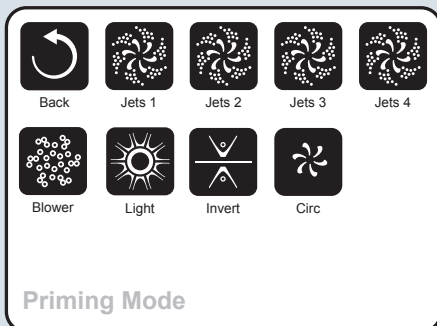 Back Jets 1 Jets 2 Jets 3 Jets 4
Blower Light Invert Circ
Priming Mode